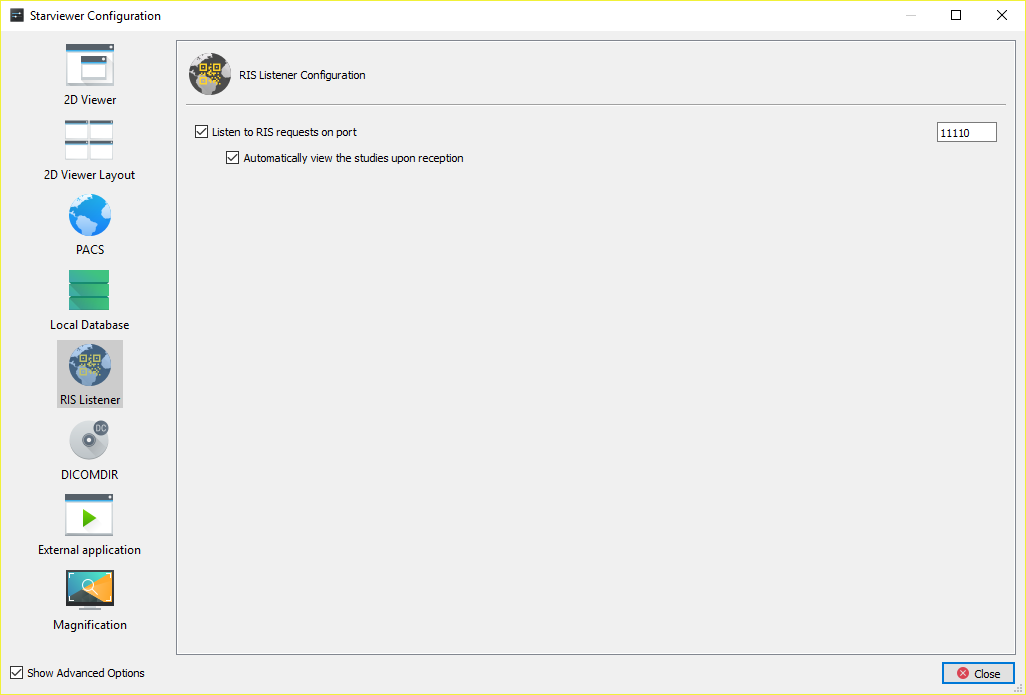 Starviewer Configuration
2D Viewer
2D Viewer Layout
PACS
Local Database
RIS Listener
DC
DICOMDIR
External application
Magnification
RIS Listener Configuration
Listen to RIS requests on port
11110
Automatically view the studies upon reception
Show Advanced Options
Close